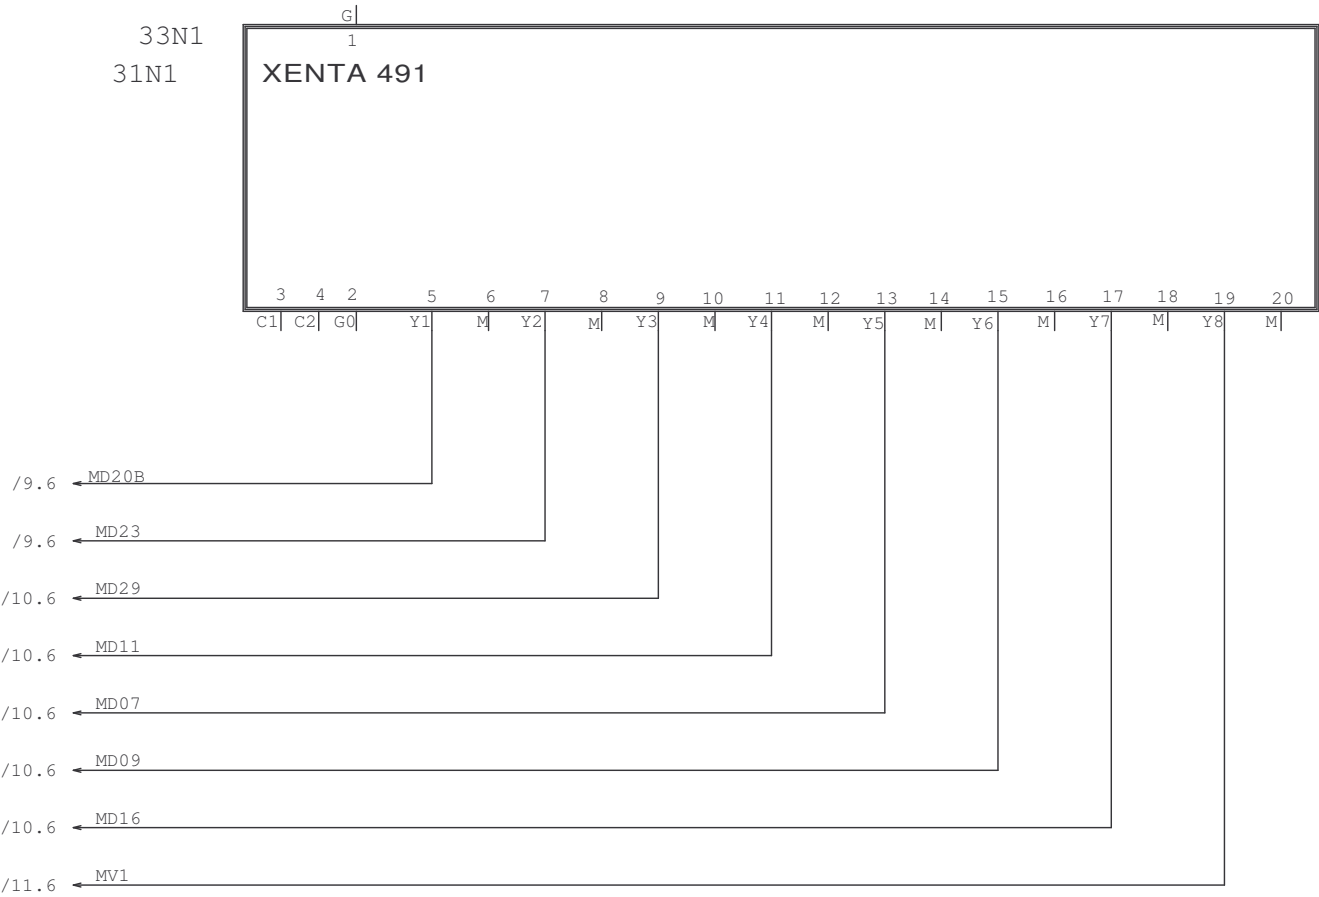 G
33N1
1
31N1
XENTA 491
3 4 2 5 6 7 8 9 10 11 12 13 14 15 16 17 18 19 20
C1 C2 G0 Y1 M Y2 M Y3 M Y4 M Y5 M Y6 M Y7 M Y8 M
/9.6 MD20B
/9.6 MD23
/10.6 MD29
/10.6 MD11
/10.6 MD07
/10.6 MD09
/10.6 MD16
/11.6 MV1